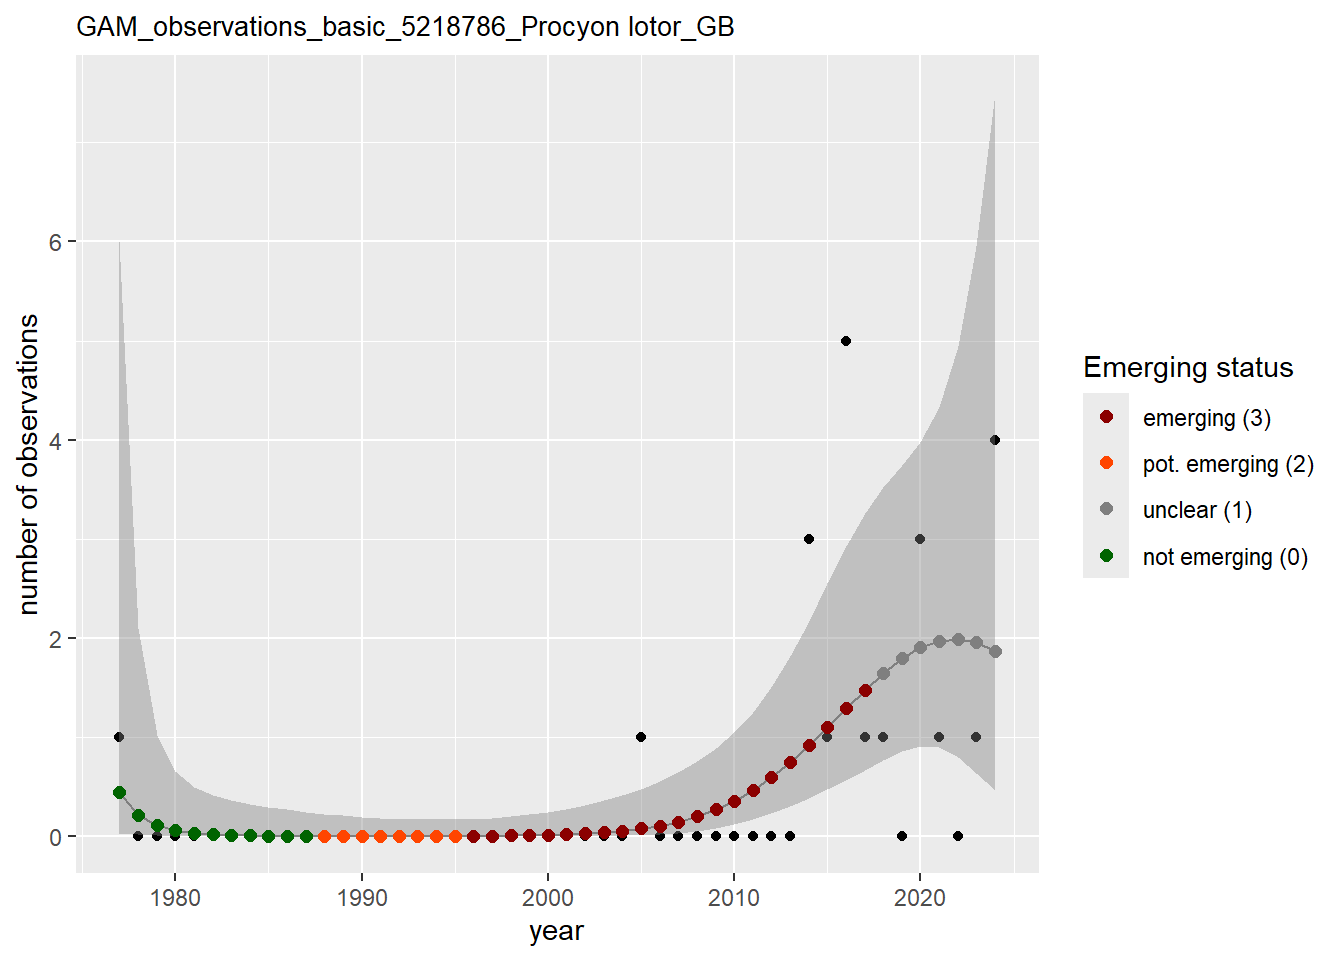 GAM_observations_basic_5218786_Procyon lotor_GB
number of observations
6
4
2
0
1980 1990 2000 2010 2020
year
Emerging status
emerging (3)
pot. emerging (2)
unclear (1)
not emerging (0)